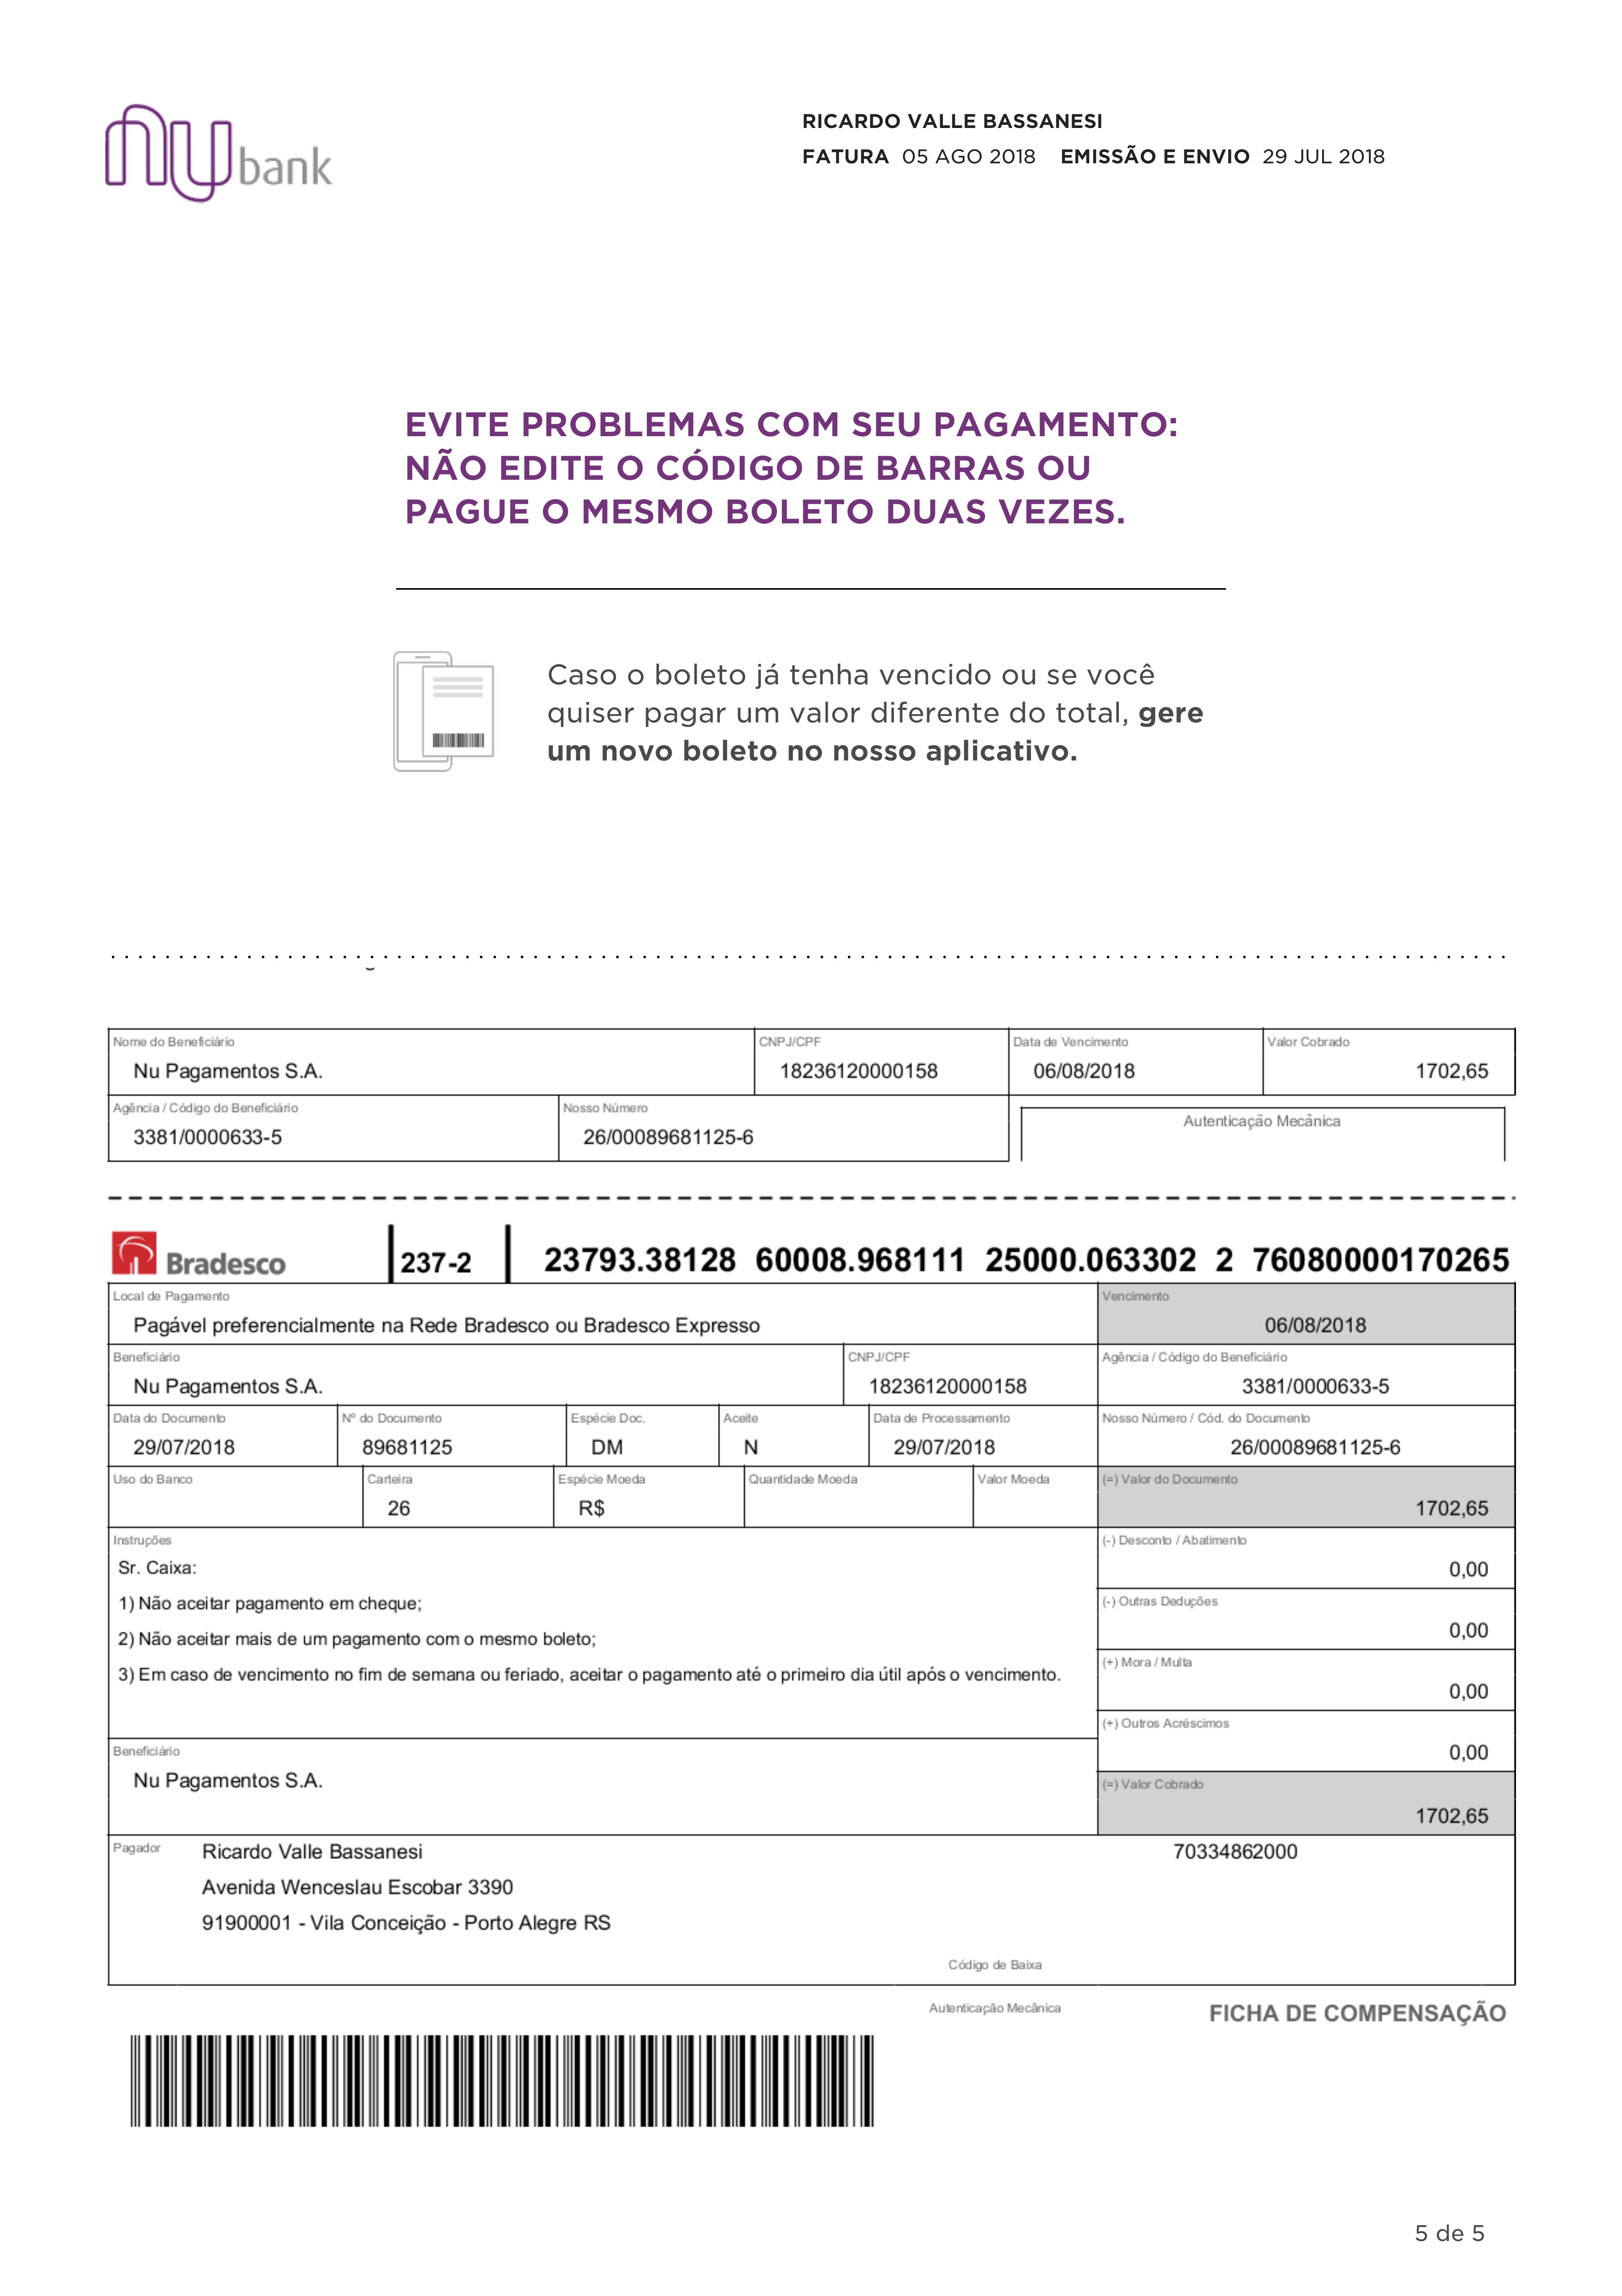 nu bank
RICARDO VALLE BASSANESI
FATURA 05 AGO 2018 EMISSÃO E ENVIO 29 JUL 2018
EVITE PROBLEMAS COM SEU PAGAMENTO:
NÃO EDITE O CÓDIGO DE BARRAS OU
PAGUE O MESMO BOLETO DUAS VEZES.
Caso o boleto já tenha vencido ou se você
quiser pagar um valor diferente do total, gere
um novo boleto no nosso aplicativo.
Nome do Beneficiário CNPJ/CPF Data de Vencimento Valor Cobrado
Nu Pagamentos S.A. 18236120000158 06/08/2018 1702,65
Agência / Código do Beneficiário Nosso Número Autenticação Mecânica
3381/0000633-5 26/00089681125-6
Bradesco 237-2 23793.38128 60008.968111 25000.063302 2 76080000170265
Local de Pagamento Vencimento
Pagável preferencialmente na Rede Bradesco ou Bradesco Expresso 06/08/2018
Beneficiário CNPJ/CPF Agência / Código do Beneficiário
Nu Pagamentos S.A. 18236120000158 3381/0000633-5
Data do Documento Nº do Documento Espécie Doc. Aceite Data de Processamento Nosso Número / Cód. do Documento
29/07/2018 89681125 DM N 29/07/2018 26/00089681125-6
Uso do Banco Carteira Espécie Moeda Quantidade Moeda Valor Moeda (=) Valor do Documento
26 R$ 1702,65
Instruções (-) Desconto / Abatimento
Sr. Caixa: 0,00
1) Não aceitar pagamento em cheque; (-) Outras Deduções
2) Não aceitar mais de um pagamento com o mesmo boleto; 0,00
3) Em caso de vencimento no fim de semana ou feriado, aceitar o pagamento até o primeiro dia útil após o vencimento. (+) Mora / Multa
0,00
(+) Outros Acréscimos
Beneficiário 0,00
Nu Pagamentos S.A. (=) Valor Cobrado
1702,65
Pagador Ricardo Valle Bassanesi 70334862000
Avenida Wenceslau Escobar 3390
91900001 - Vila Conceição - Porto Alegre RS
Código de Baixa
Autenticação Mecânica FICHA DE COMPENSAÇÃO
5 de 5